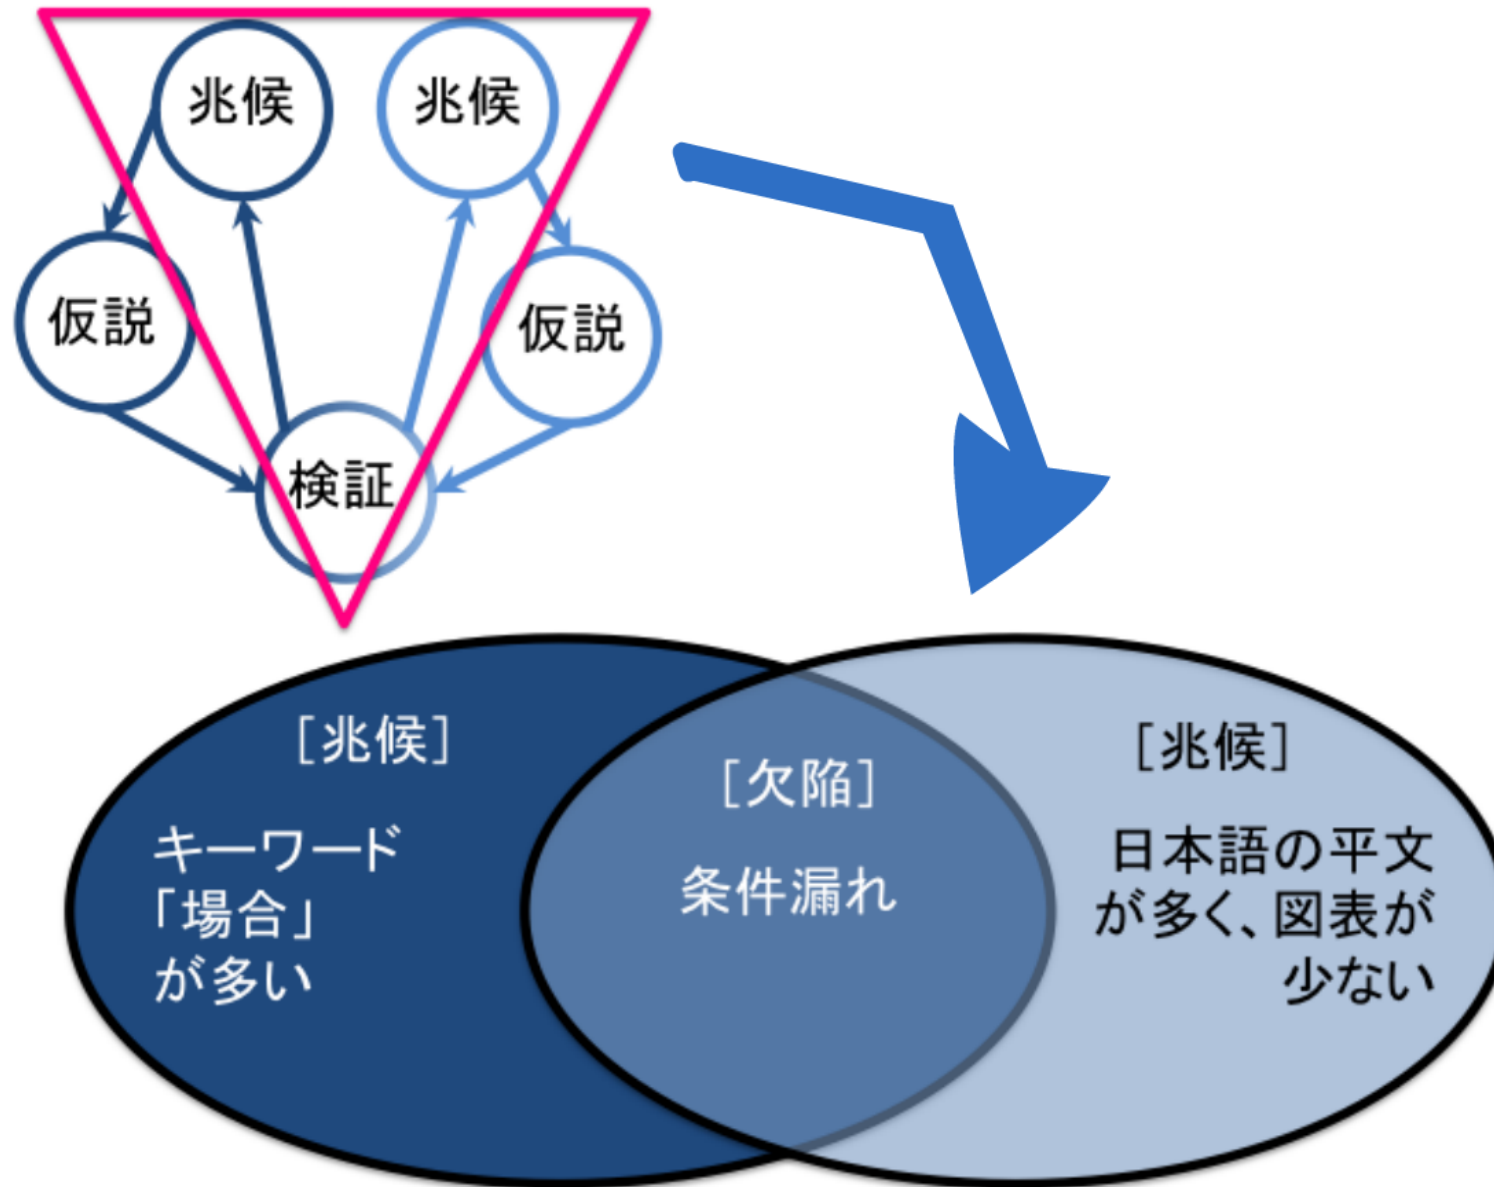 兆候
兆候
仮説
仮説
検証
［兆候］
キーワード
「場合」
が多い
［欠陥］
条件漏れ
［兆候］
日本語の平文
が多く、図表が
少ない